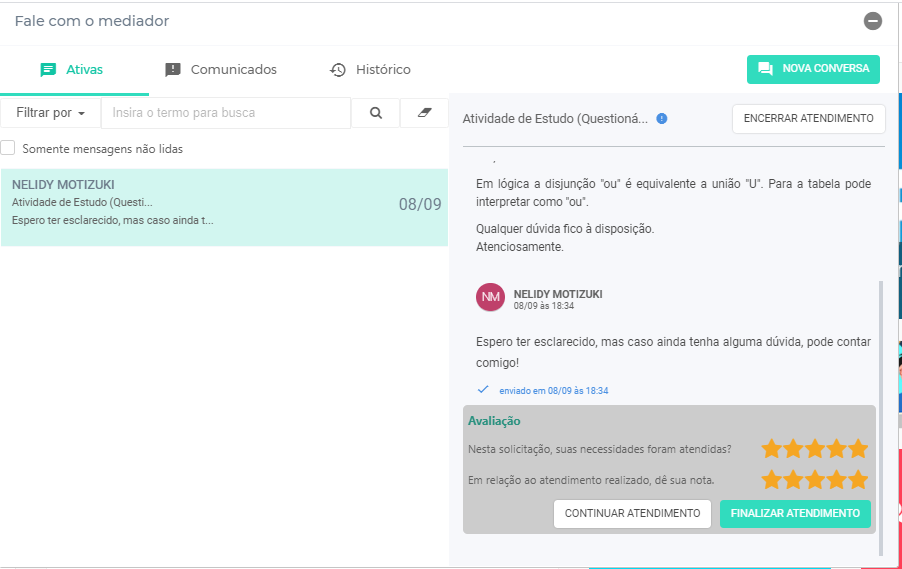 Fale com o mediador
Ativas
Comunicados
Histórico
NOVA CONVERSA
Filtrar por
Insira o termo para busca
Somente mensagens não lidas
NELIDY MOTIZUKI
Atividade de Estudo (Questi...
08/09
Espero ter esclarecido, mas caso ainda t...
Atividade de Estudo (Questioná...
ENCERRAR ATENDIMENTO
.
Em lógica a disjunção "ou" é equivalente a união "U". Para a tabela pode
interpretar como "ou".
Qualquer dúvida fico à disposição.
Atenciosamente.
NM
NELIDY MOTIZUKI
08/09 às 18:34
Espero ter esclarecido, mas caso ainda tenha alguma dúvida, pode contar
comigo!
enviado em 08/09 às 18:34
Avaliação
Nesta solicitação, suas necessidades foram atendidas?
Em relação ao atendimento realizado, dê sua nota.
CONTINUAR ATENDIMENTO
FINALIZAR ATENDIMENTO